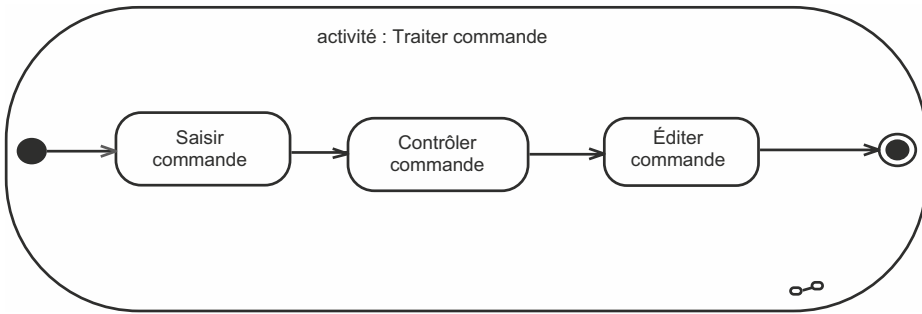 activité : Traiter commande
Saisir
commande
Contrôler
commande
Éditer
commande